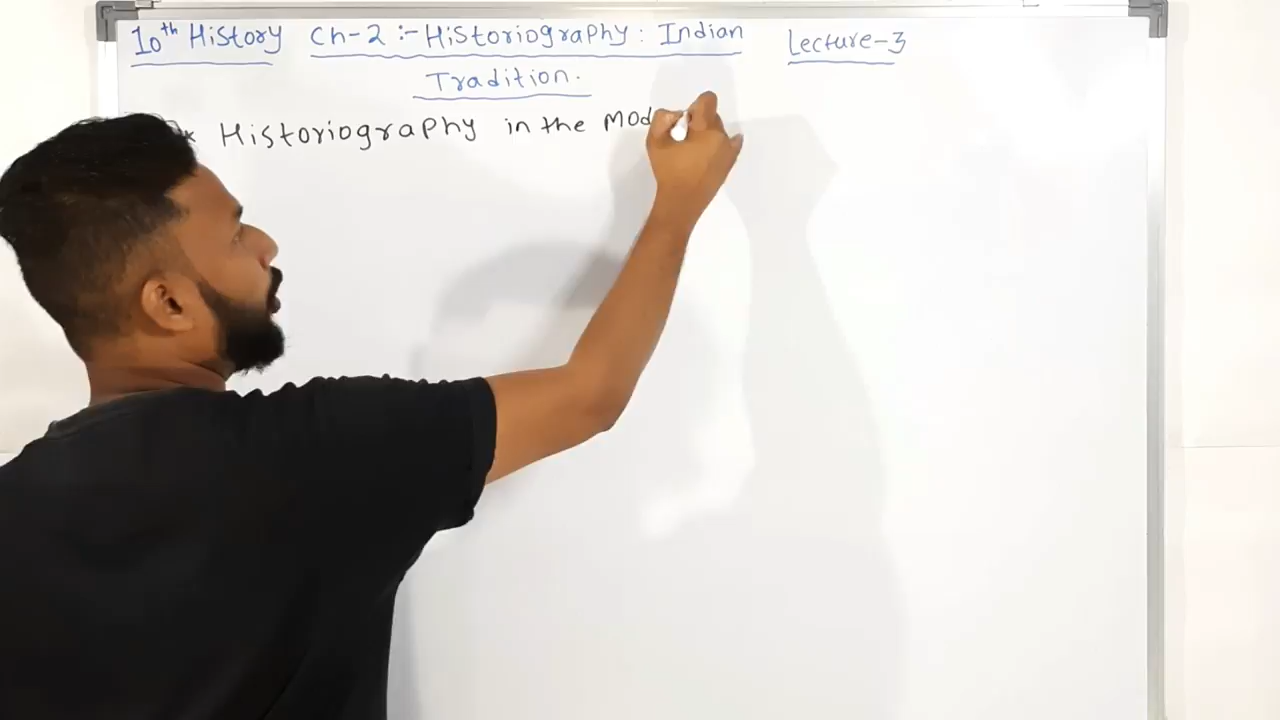 10th History Ch-2 :- Historiography : Indian Lecture-3
Tradition.
* Historiography in the Mod